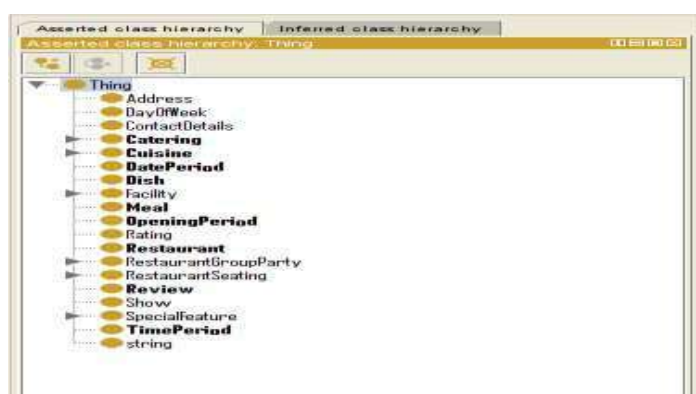 Asserted class hierarchy Inferred class hierarchy
Asserted class hierarchy: Thing
Thing
Address
DayOfWeek
ContactDetails
Catering
Cuisine
DatePeriod
Dish
Facility
Meal
OpeningPeriod
Rating
Restaurant
RestaurantGroupParty
RestaurantSeating
Review
Show
SpecialFeature
TimePeriod
string